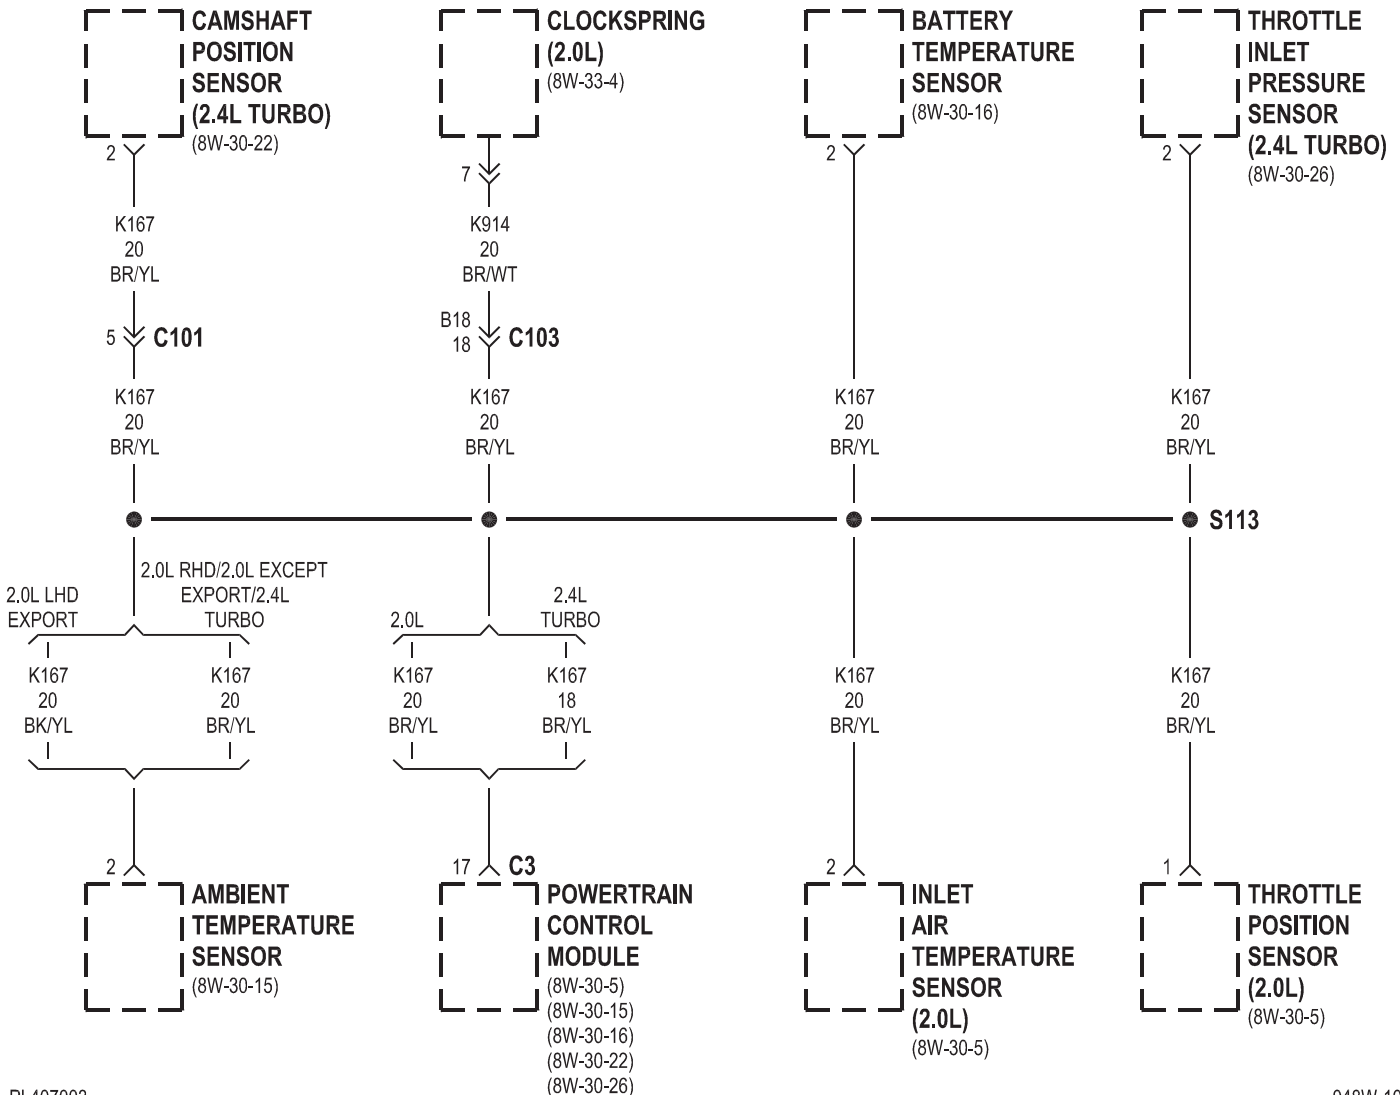 CAMSHAFT
POSITION
SENSOR
(2.4L TURBO)
(8W-30-22)
2
K167
20
BR/YL
5
C101
K167
20
BR/YL
CLOCKSPRING
(2.0L)
(8W-33-4)
7
K914
20
BR/WT
B18
18
C103
K167
20
BR/YL
BATTERY
TEMPERATURE
SENSOR
(8W-30-16)
2
K167
20
BR/YL
THROTTLE
INLET
PRESSURE
SENSOR
(2.4L TURBO)
(8W-30-26)
2
K167
20
BR/YL
S113
2.0L LHD
EXPORT
2.0L RHD/2.0L EXCEPT
EXPORT/2.4L
TURBO
K167
20
BK/YL
K167
20
BR/YL
2
AMBIENT
TEMPERATURE
SENSOR
(8W-30-15)
2.0L
2.4L
TURBO
K167
20
BR/YL
K167
18
BR/YL
17
C3
POWERTRAIN
CONTROL
MODULE
(8W-30-5)
(8W-30-15)
(8W-30-16)
(8W-30-22)
(8W-30-26)
K167
20
BR/YL
2
INLET
AIR
TEMPERATURE
SENSOR
(2.0L)
(8W-30-5)
K167
20
BR/YL
1
THROTTLE
POSITION
SENSOR
(2.0L)
(8W-30-5)